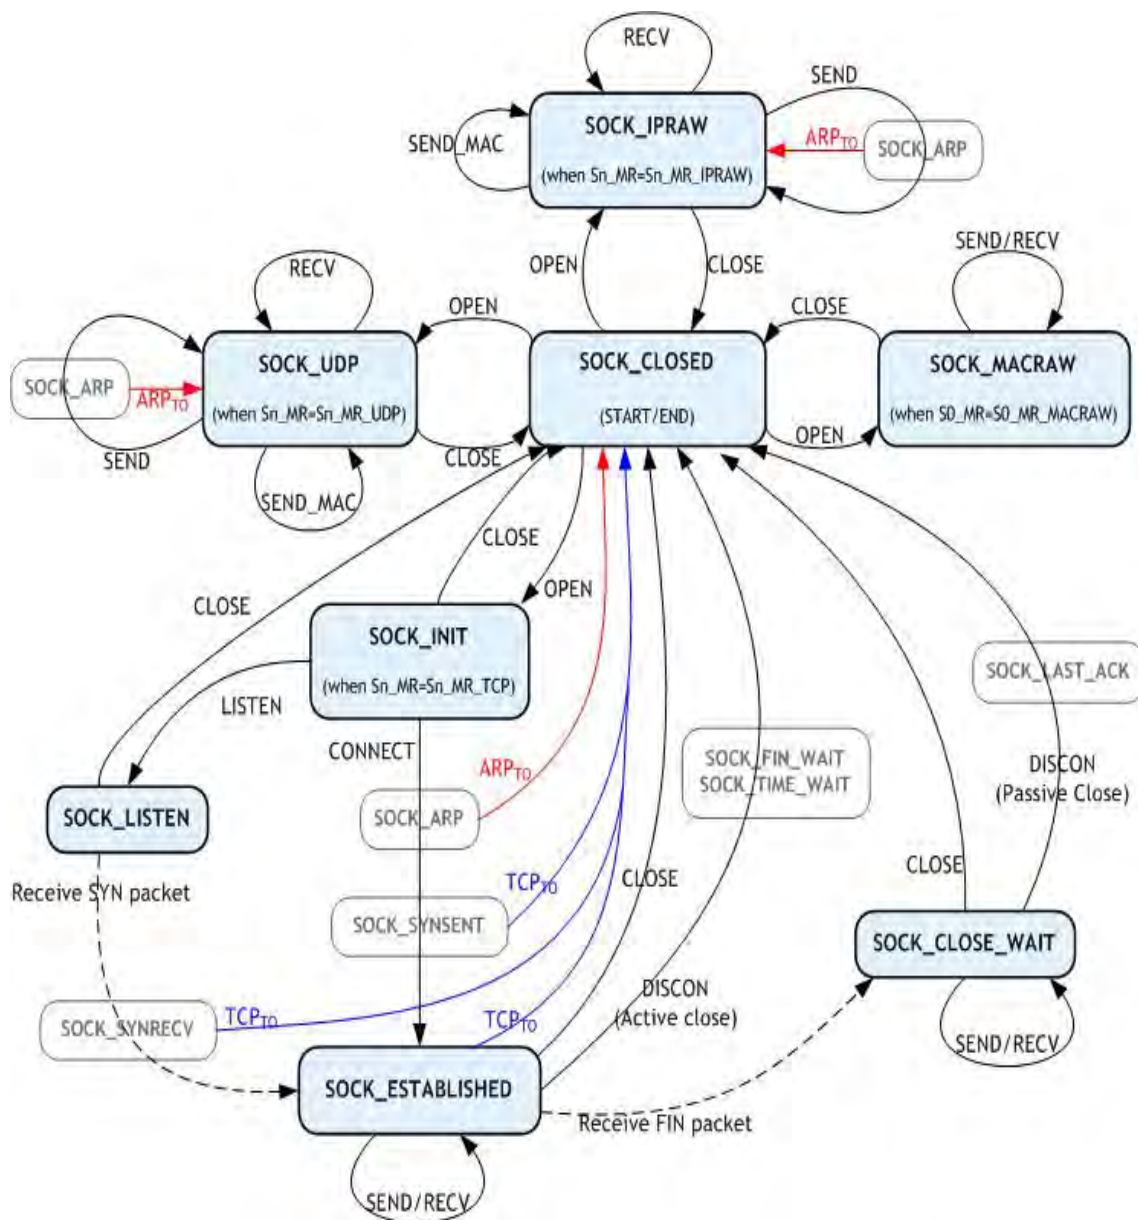 RECV
SEND
SOCK_IPRAW
SEND_MAC
ARPTO
SOCK_ARP
(when Sn_MR=Sn_MR_IPRAW)
SEND/RECV
OPEN
CLOSE
RECV
OPEN
CLOSE
SOCK_UDP
SOCK_CLOSED
SOCK_MACRAW
SOCK_ARP
ARPTO
(when Sn_MR=Sn_MR_UDP)
(START/END)
(when S0_MR=S0_MR_MACRAW)
OPEN
SEND
CLOSE
SEND_MAC
CLOSE
OPEN
CLOSE
SOCK_INIT
(when Sn_MR=Sn_MR_TCP)
SOCK_LAST_ACK
LISTEN
CONNECT
SOCK_FIN_WAIT
SOCK_TIME_WAIT
ARPTO
DISCON
(Passive Close)
SOCK_LISTEN
SOCK_ARP
CLOSE
CLOSE
TCPTO
Receive SYN packet
SOCK_SYNSENT
SOCK_CLOSE_WAIT
DISCON
(Active close)
TCPTO
TCPTO
SOCK_SYNRECV
SEND/RECV
SOCK_ESTABLISHED
Receive FIN packet
SEND/RECV